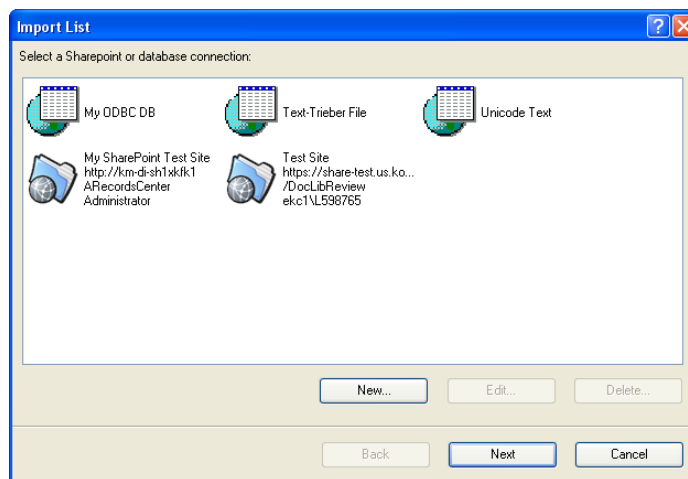 Import List
Select a Sharepoint or database connection:
My ODBC DB
Text-Trieber File
Unicode Text
My SharePoint Test Site
http://km-di-sh1xkfk1
ARecordsCenter
Administrator
Test Site
https://share-test.us.ko...
/DocLibReview
ekc1\L598765
New...
Edit...
Delete...
Back
Next
Cancel